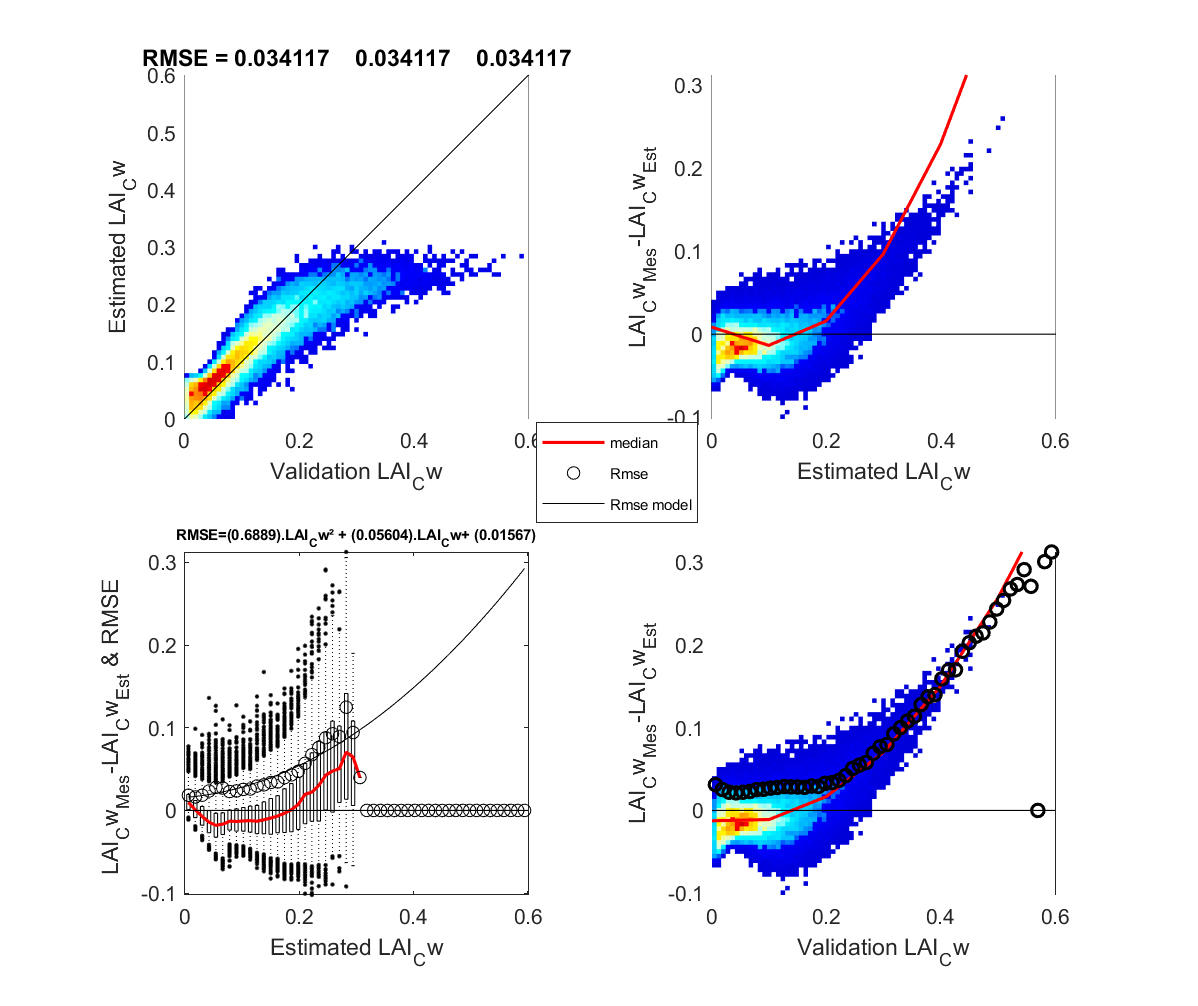 RMSE = 0.034117 0.034117 0.034117
0.6
0.5
0.4
0.3
0.2
0.1
0
0 0.2 0.4 0.6
Estimated LAI_Cw
Validation LAI_Cw
0.3
0.2
0.1
0
-0.1
0 0.2 0.4 0.6
LAI_Cw_Mes-LAI_Cw_Est
Estimated LAI_Cw
median
Rmse
Rmse model
RMSE=(0.6889).LAI_Cw² + (0.05604).LAI_Cw+ (0.01567)
0.3
0.2
0.1
0
-0.1
0 0.2 0.4 0.6
LAI_Cw_Mes-LAI_Cw_Est & RMSE
Estimated LAI_Cw
0.3
0.2
0.1
0
-0.1
0 0.2 0.4 0.6
LAI_Cw_Mes-LAI_Cw_Est
Validation LAI_Cw